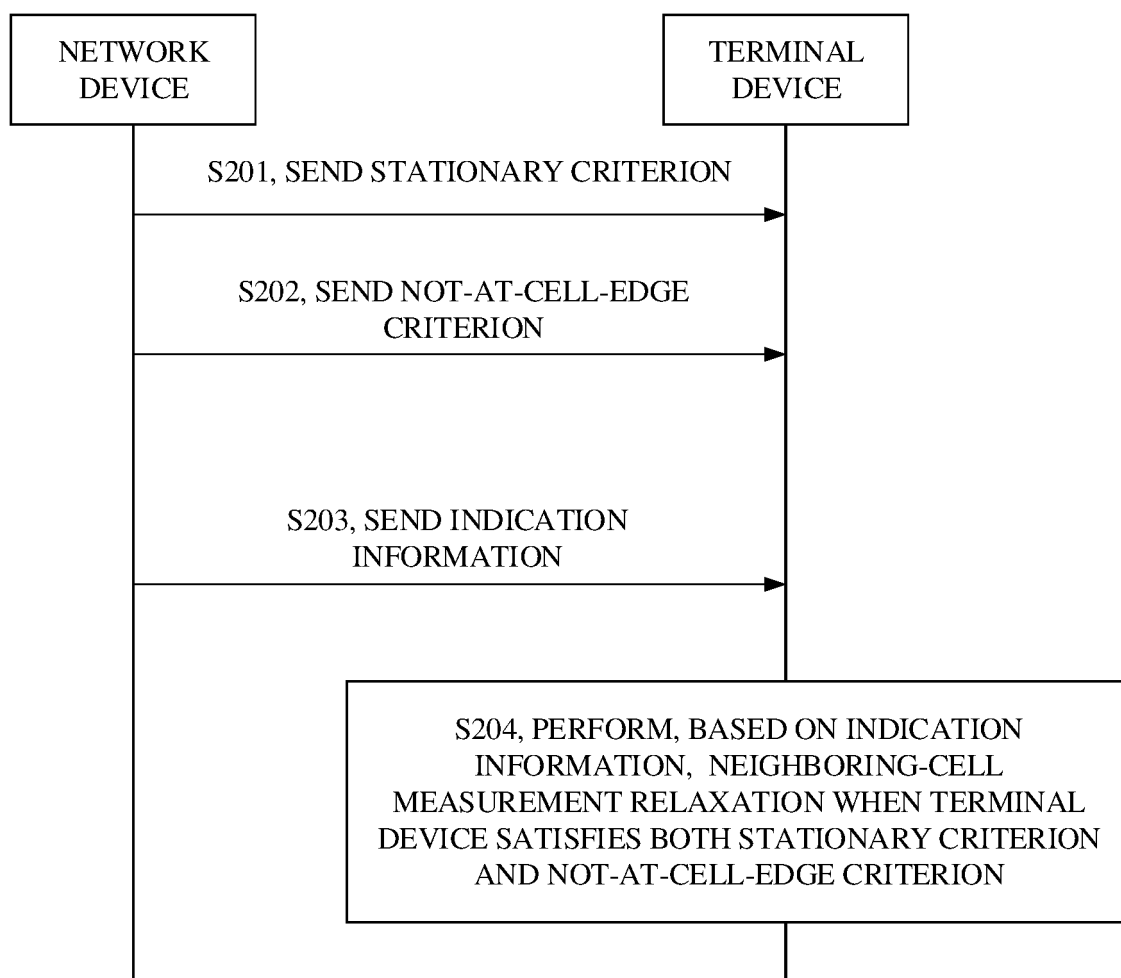 NETWORK
DEVICE
TERMINAL
DEVICE
S201, SEND STATIONARY CRITERION
S202, SEND NOT-AT-CELL-EDGE
CRITERION
S203, SEND INDICATION
INFORMATION
S204, PERFORM, BASED ON INDICATION
INFORMATION, NEIGHBORING-CELL
MEASUREMENT RELAXATION WHEN TERMINAL
DEVICE SATISFIES BOTH STATIONARY CRITERION
AND NOT-AT-CELL-EDGE CRITERION